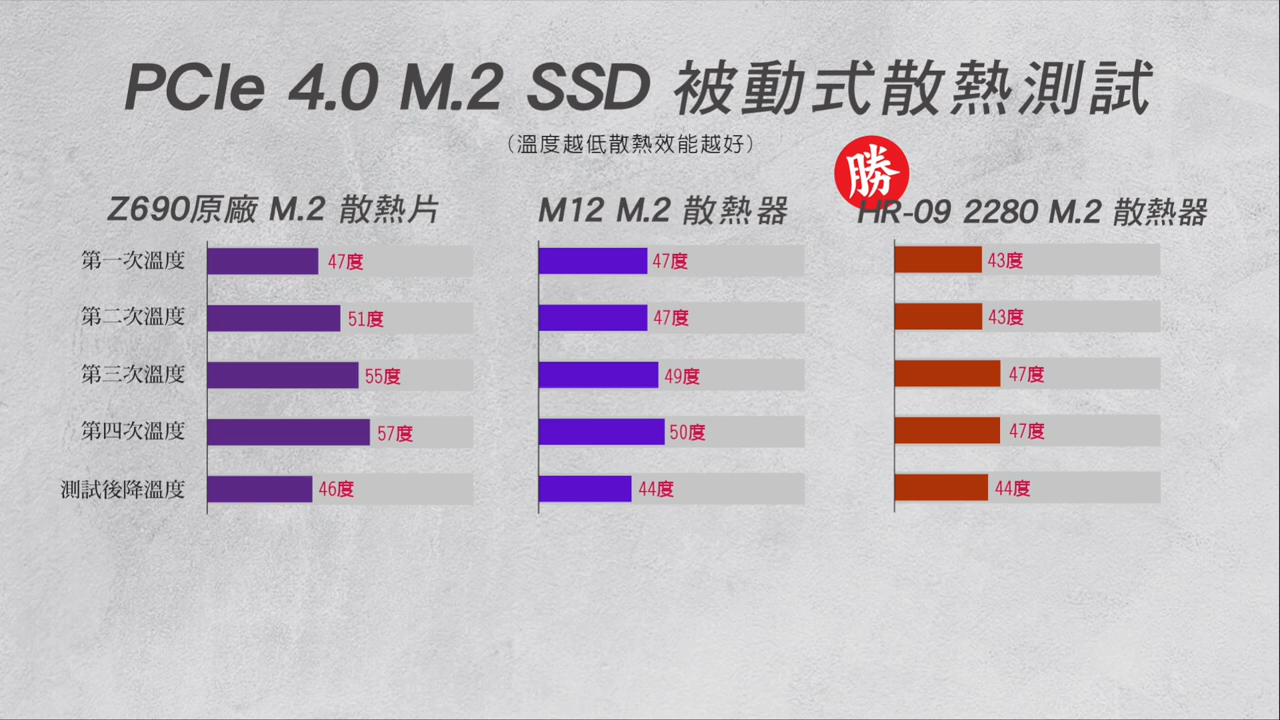 PCIe 4.0 M.2 SSD 被動式散熱測試
（溫度越低散熱效能越好）
勝
Z690原廠 M.2 散熱片
M12 M.2 散熱器
HR-09 2280 M.2 散熱器
第一次溫度 47度 47度 43度
第二次溫度 51度 47度 43度
第三次溫度 55度 49度 47度
第四次溫度 57度 50度 47度
測試後降溫度 46度 44度 44度